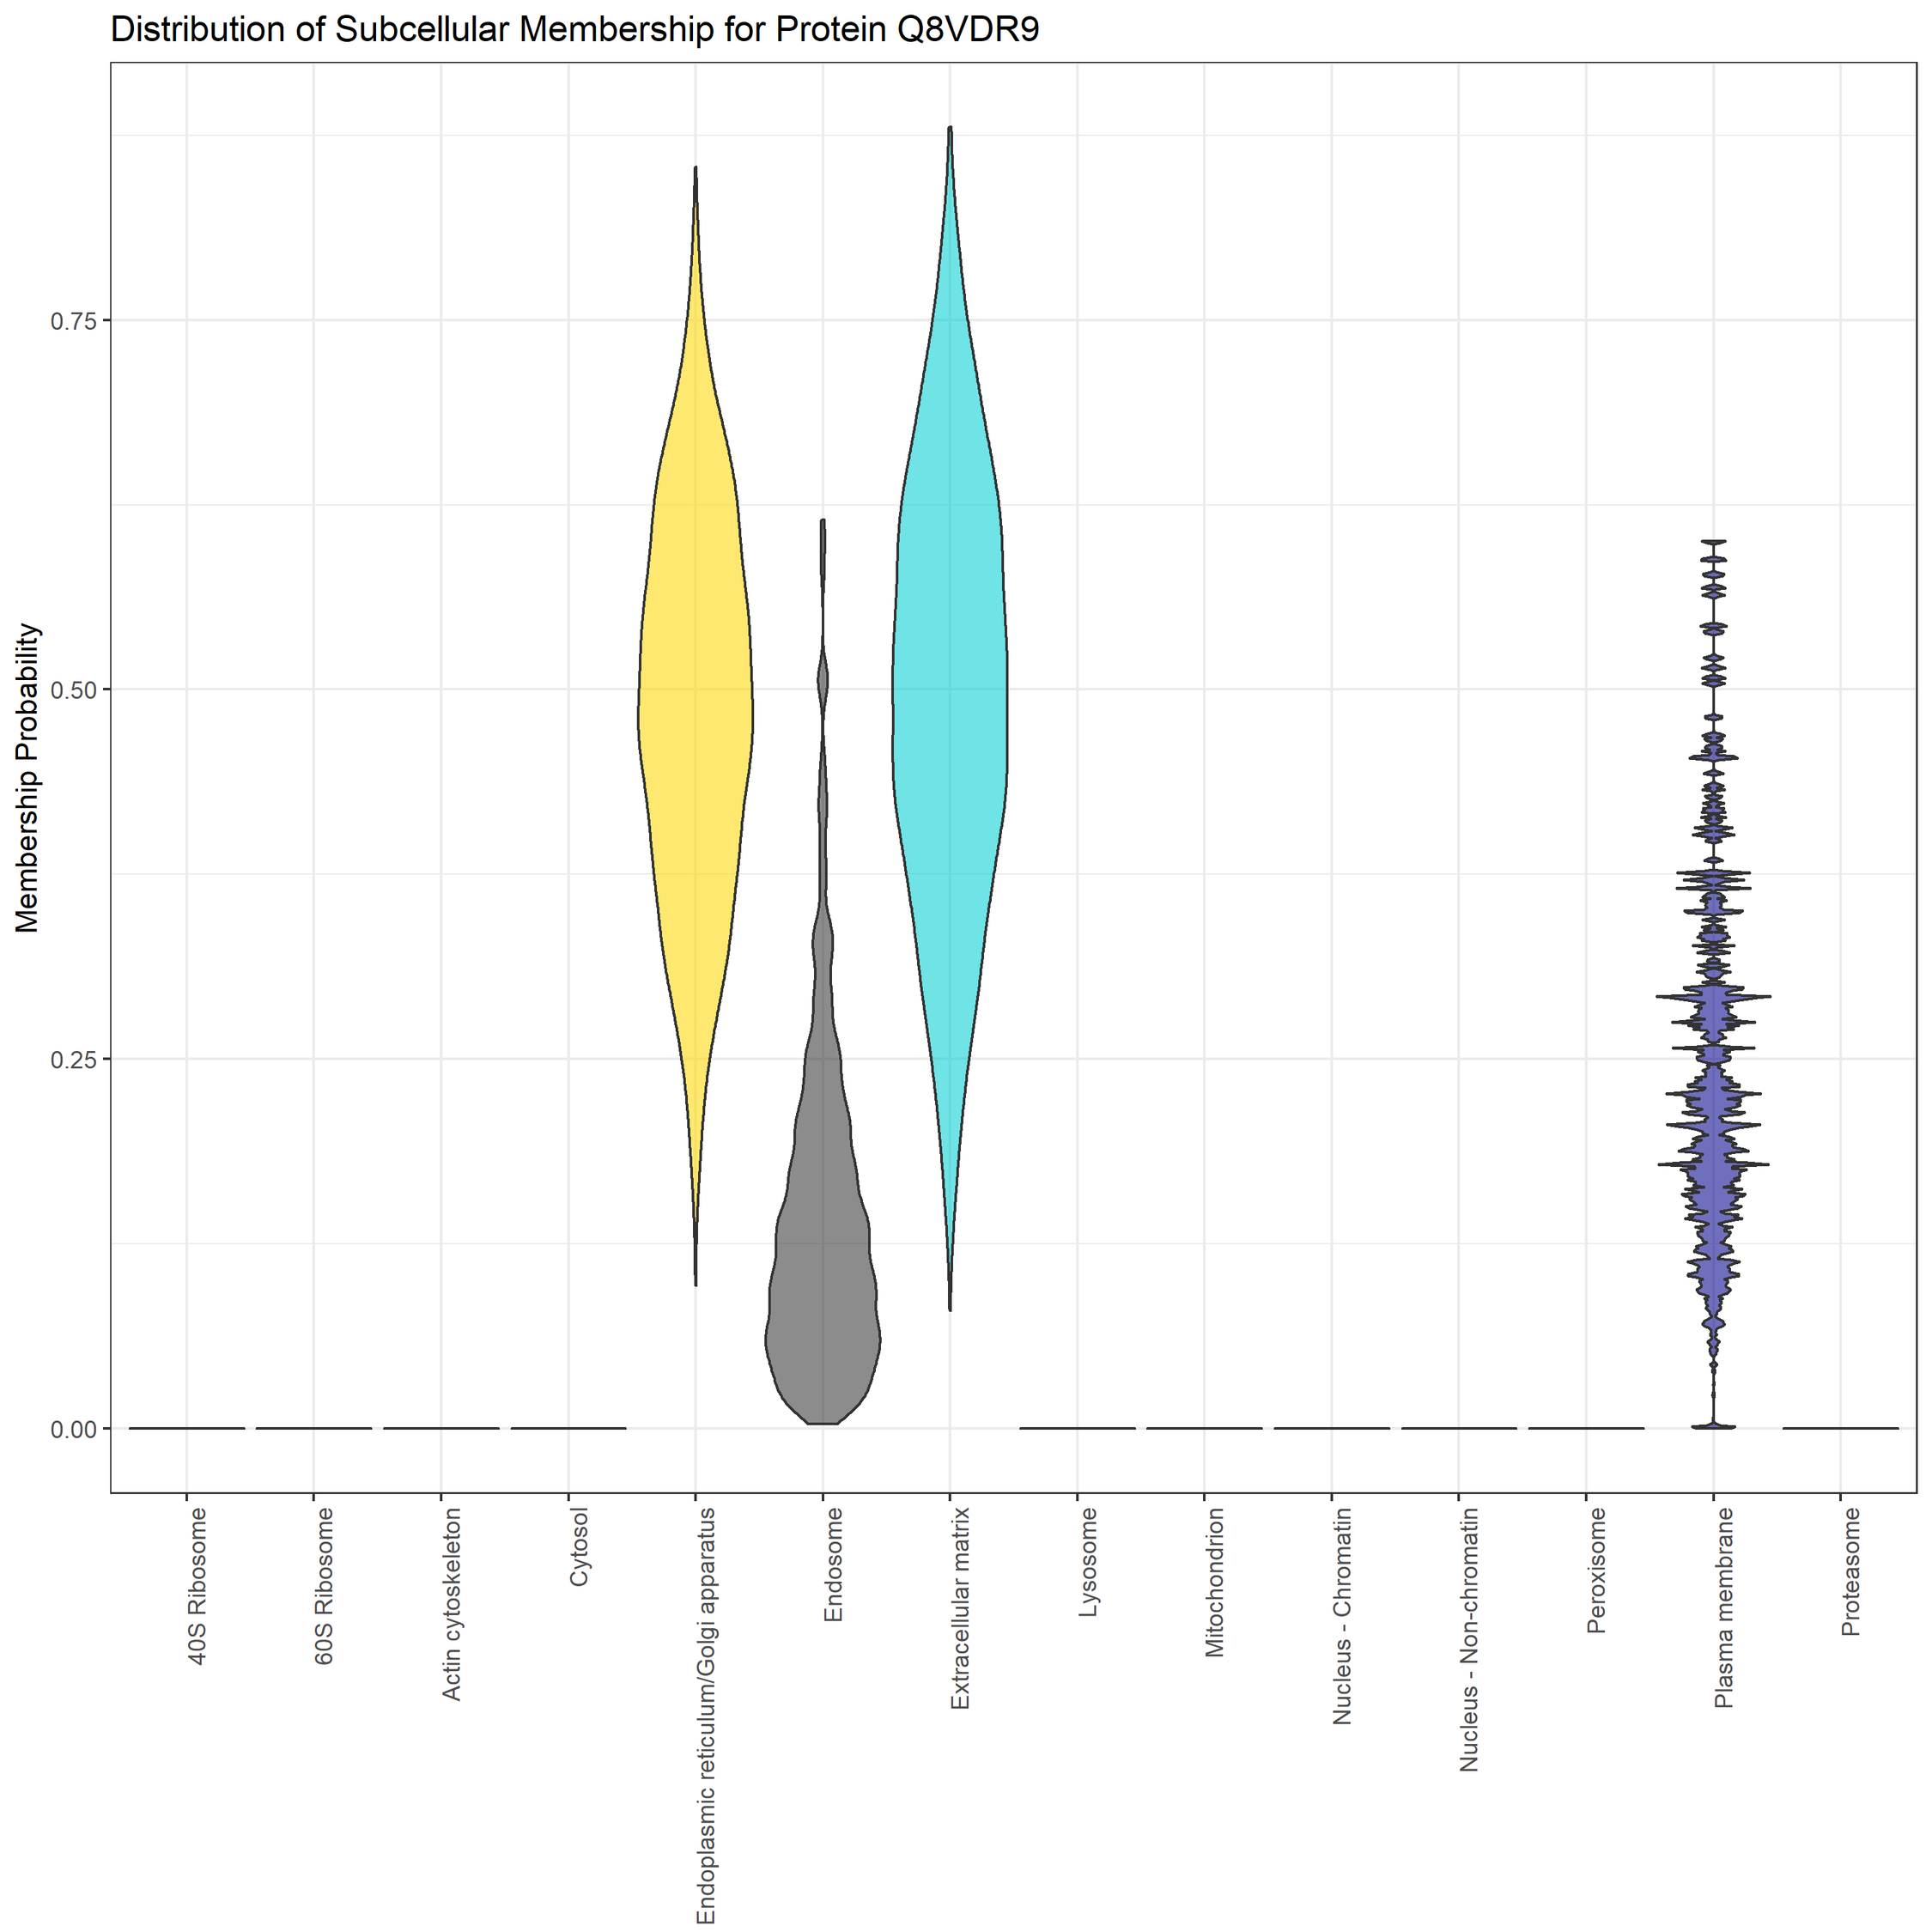 Distribution of Subcellular Membership for Protein Q8VDR9
Membership Probability
0.75
0.50
0.25
0.00
40S Ribosome
60S Ribosome
Actin cytoskeleton
Cytosol
Endoplasmic reticulum/Golgi apparatus
Endosome
Extracellular matrix
Lysosome
Mitochondrion
Nucleus - Chromatin
Nucleus - Non-chromatin
Peroxisome
Plasma membrane
Proteasome